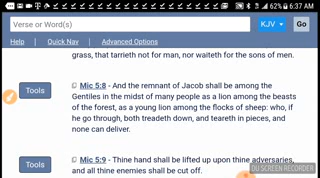 62% 6:37 AM
Verse or Word(s) KJV Go
Help | Quick Nav | Advanced Options
grass, that tarrieth not for man, nor waiteth for the sons of men.
Tools Mic 5:8 - And the remnant of Jacob shall be among the
Gentiles in the midst of many people as a lion among the beasts
of the forest, as a young lion among the flocks of sheep: who, if
he go through, both treadeth down, and teareth in pieces, and
none can deliver.
Tools Mic 5:9 - Thine hand shall be lifted up upon thine adversaries,
and all thine enemies shall be cut off.
DU SCREEN RECORDER